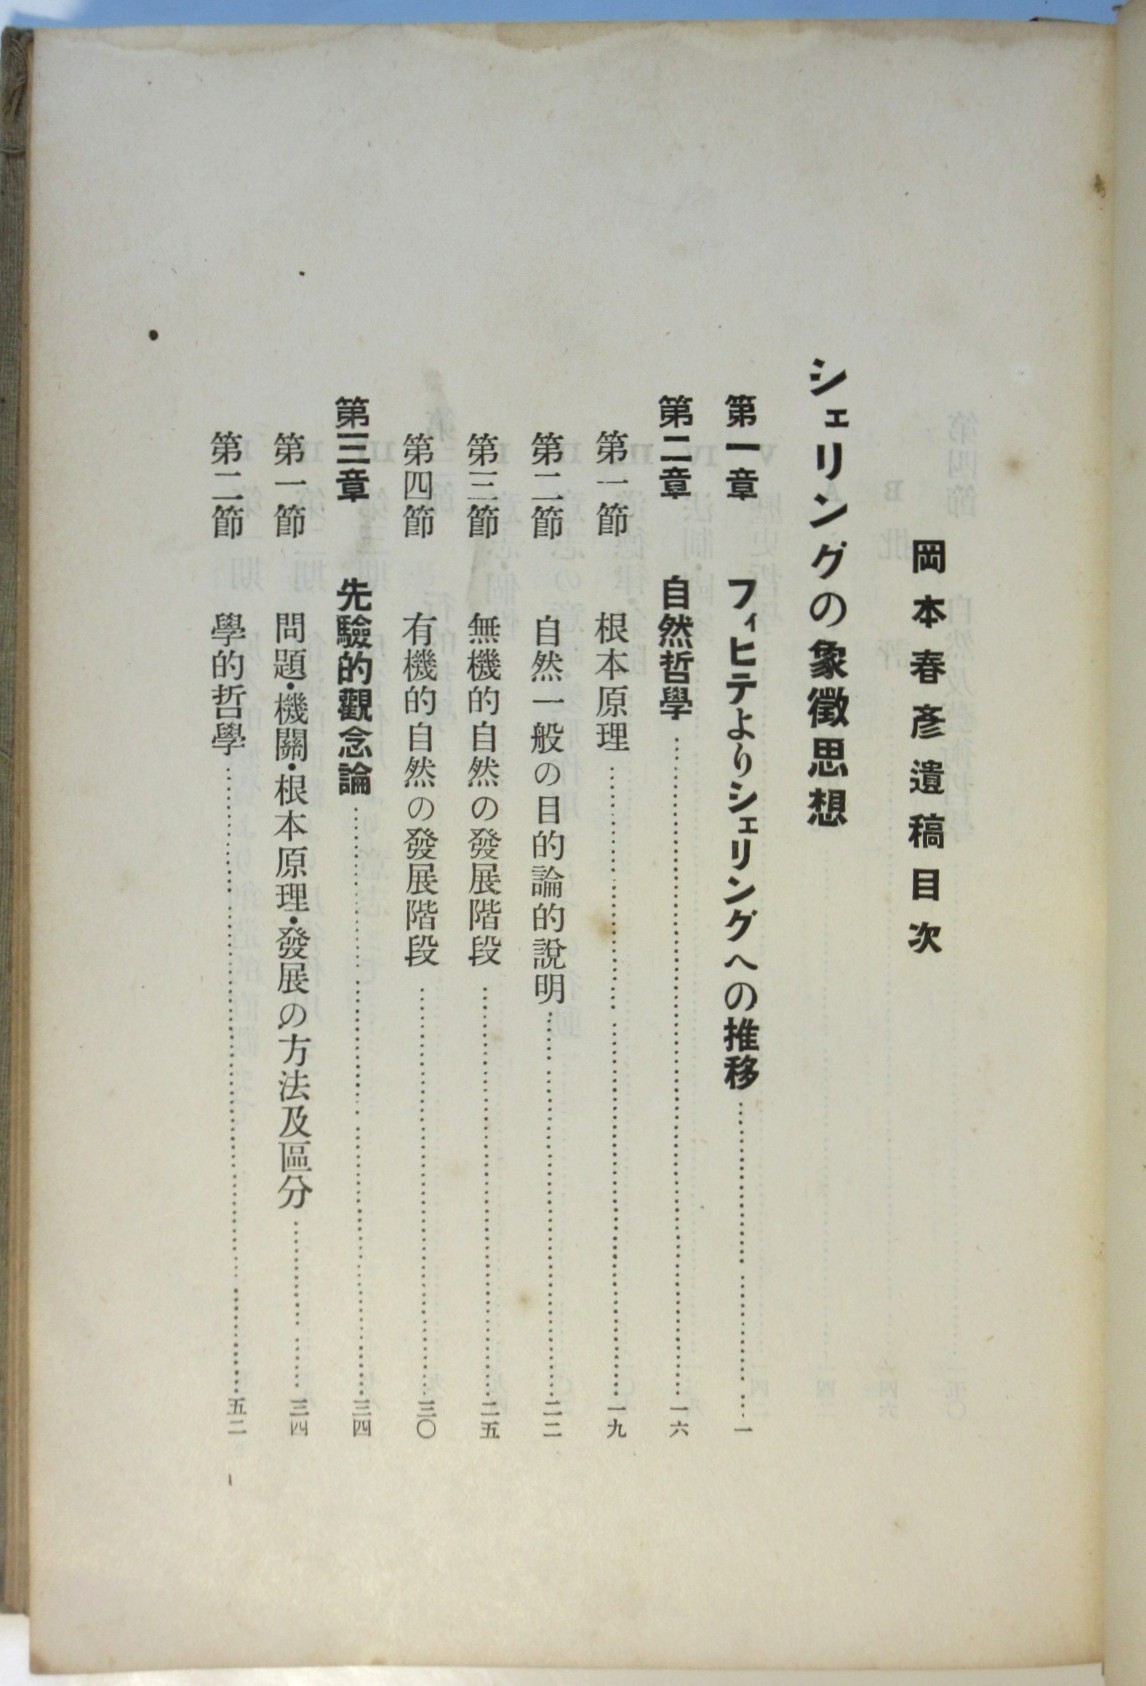 岡本春彥遺稿目次
シェリングの象徵思想
第一章 フィヒテよりシェリングへの推移…………一
第二章 自然哲學…………一六
第一節 根本原理…………一九
第二節 自然一般の目的論的說明…………二二
第三節 無機的自然の發展階段…………二五
第四節 有機的自然の發展階段…………三〇
第三章 先驗的觀念論…………三四
第一節 問題・機關・根本原理・發展の方法及區分…………三四
第二節 學的哲學…………五二
一